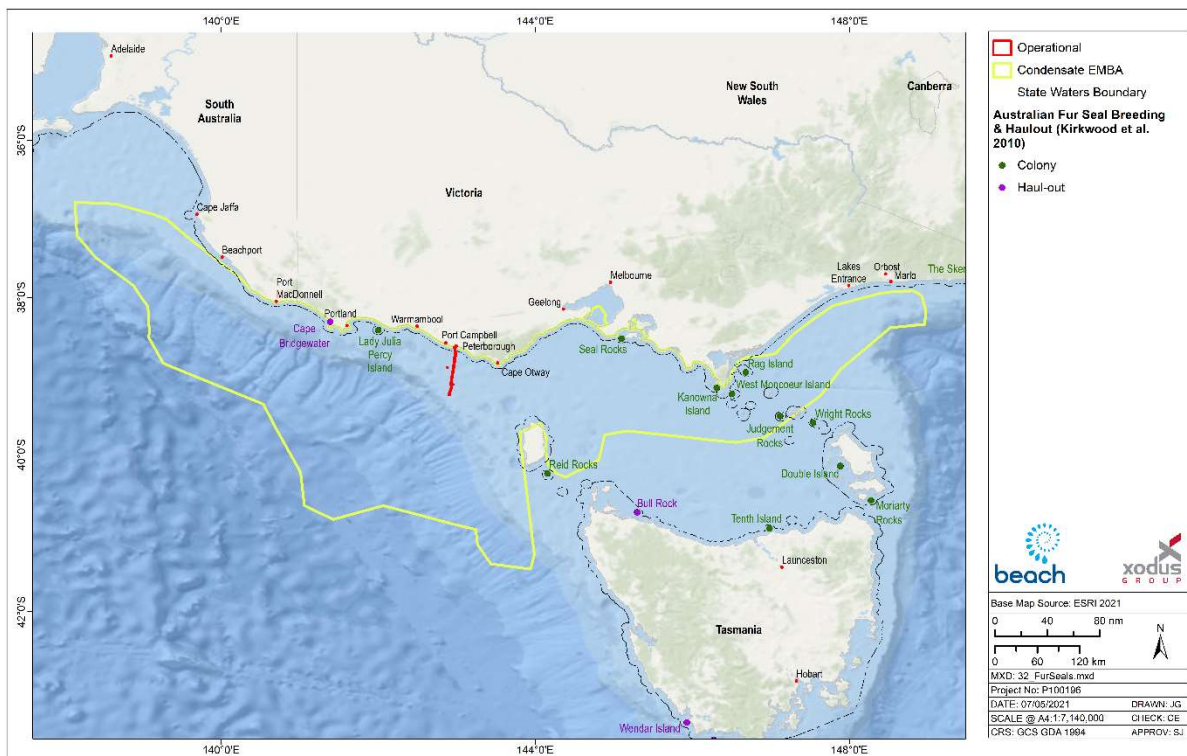 140°0'E
144°0'E
148°0'E
Adelaide
South
Australia
New South
Wales
Canberra
36°S
Victoria
Cape Jaffa
Beachport
Port
MacDonnell
38°0'S
Cape
Bridgewater
Portland
Lady Julia
Percy
Island
Warrnambool
Port Campbell
Peterborough
Cape Otway
Geelong
Melbourne
Seal Rocks
Lakes
Entrance
Orbost
Marlo
The Sker
Rag Island
West Moncoeur Island
Kanowna
Island
Judgement
Rocks
Wright Rocks
40°0'S
Reid Rocks
Double Island
Bull Rock
Moriarty
Rocks
Tenth Island
Launceston
42°0'S
Tasmania
Hobart
Wendar Island
140°0'E
144°0'E
148°0'E
Operational
Condensate EMBA
State Waters Boundary
Australian Fur Seal Breeding
& Haulout (Kirkwood et al.
2010)
Colony
Haul-out
beach
xodus
GROUP
Base Map Source: ESRI 2021
0 40 80 nm
N
0 60 120 km
MXD: 32_FurSeals.mxd
Project No: P100196
DATE: 07/05/2021 DRAWN: JG
SCALE @ A4:1:7,140,000 CHECK: CE
CRS: GCS GDA 1994 APPROV: SJ